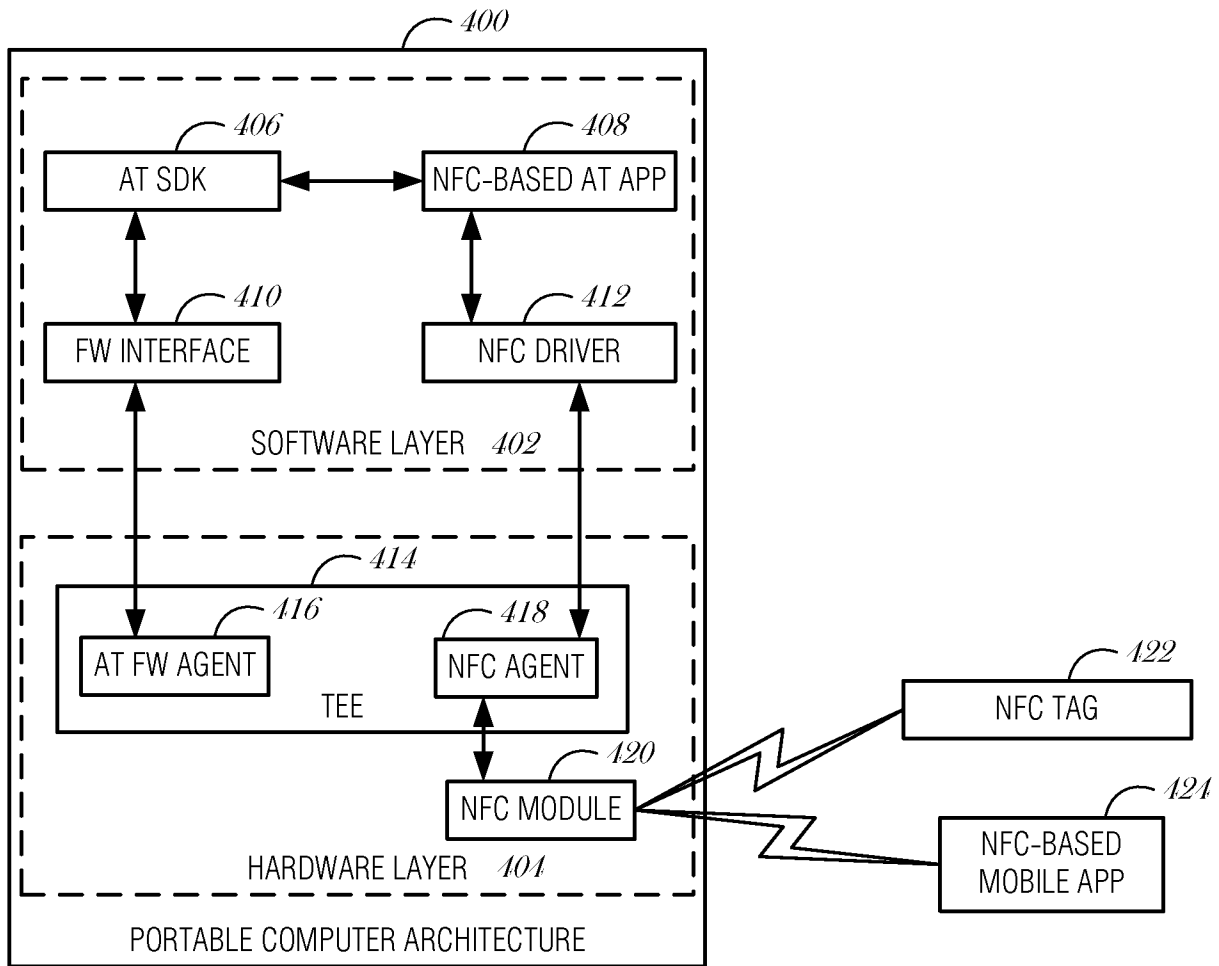 400
406
408
AT SDK
NFC-BASED AT APP
410
412
FW INTERFACE
NFC DRIVER
SOFTWARE LAYER 402
414
416
418
AT FW AGENT
NFC AGENT
TEE
422
NFC TAG
420
NFC MODULE
424
NFC-BASED
MOBILE APP
HARDWARE LAYER 404
PORTABLE COMPUTER ARCHITECTURE